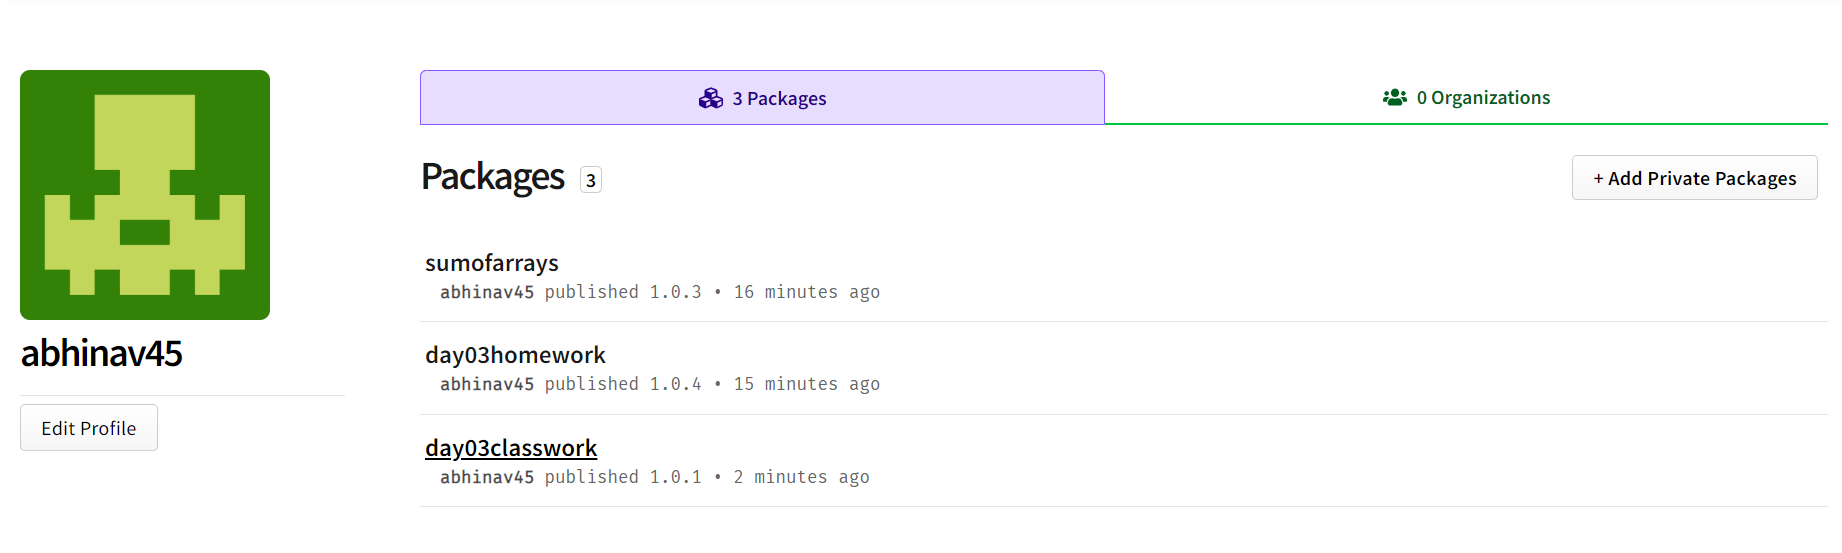 3 Packages
0 Organizations
Packages 3
+ Add Private Packages
sumofarrays
abhinav45 published 1.0.3 • 16 minutes ago
day03homework
abhinav45 published 1.0.4 • 15 minutes ago
day03classwork
abhinav45 published 1.0.1 • 2 minutes ago
abhinav45
Edit Profile